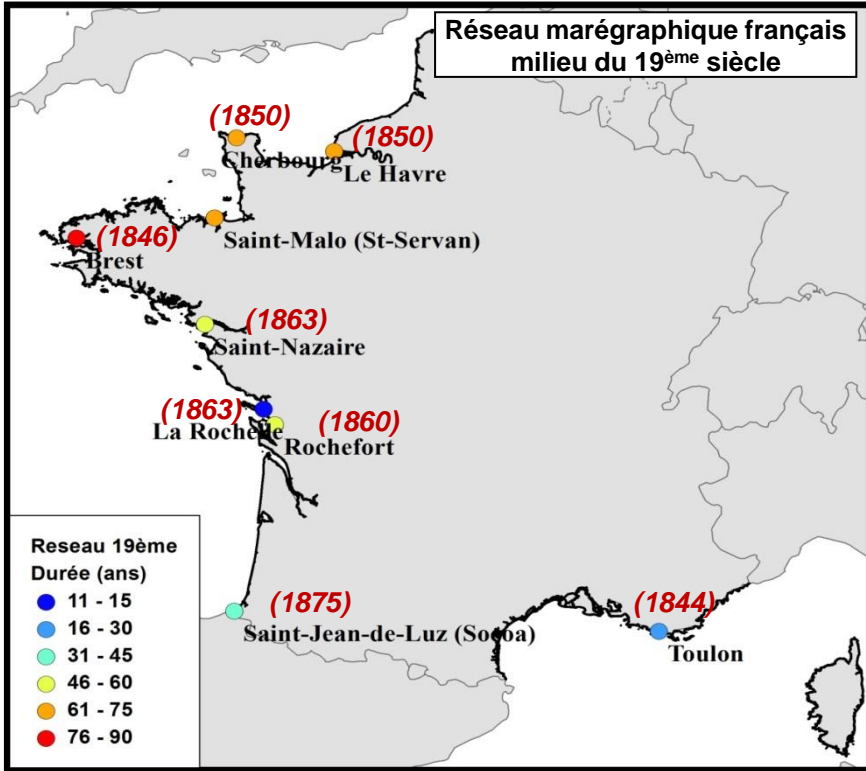 Réseau marégraphique français
milieu du 19ème siècle
(1850)
Cherbourg
(1850)
Le Havre
Saint-Malo (St-Servan)
(1846)
Brest
(1863)
Saint-Nazaire
(1863)
La Rochelle
(1860)
Rochefort
(1875)
Saint-Jean-de-Luz (Socoa)
(1844)
Toulon
Reseau 19ème
Durée (ans)
11 - 15
16 - 30
31 - 45
46 - 60
61 - 75
76 - 90